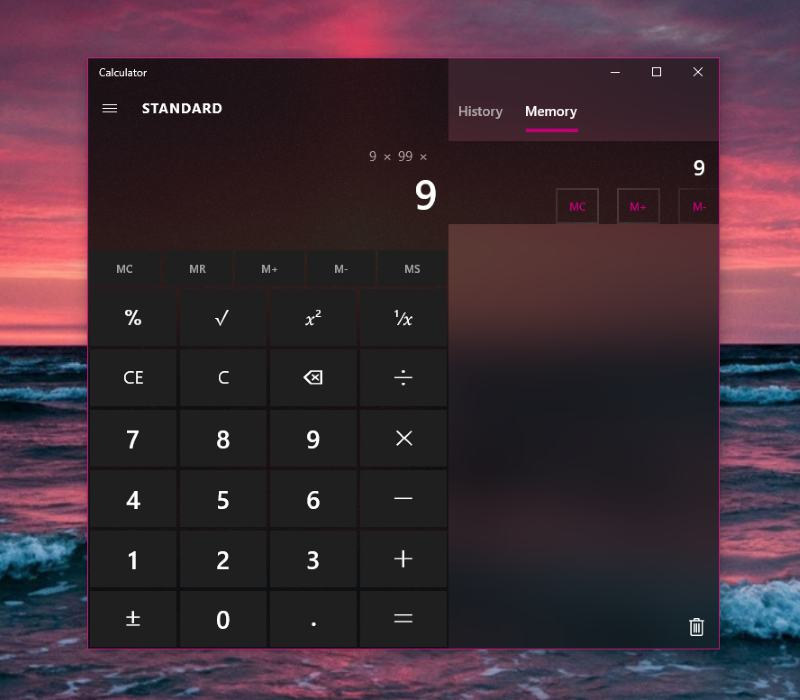 Calculator
STANDARD
History Memory
9 × 99 ×
9
9
MC M+ M-
MC MR M+ M- MS
% √ x² ¹/x
CE C ÷
7 8 9 ×
4 5 6 −
1 2 3 +
± 0 . =